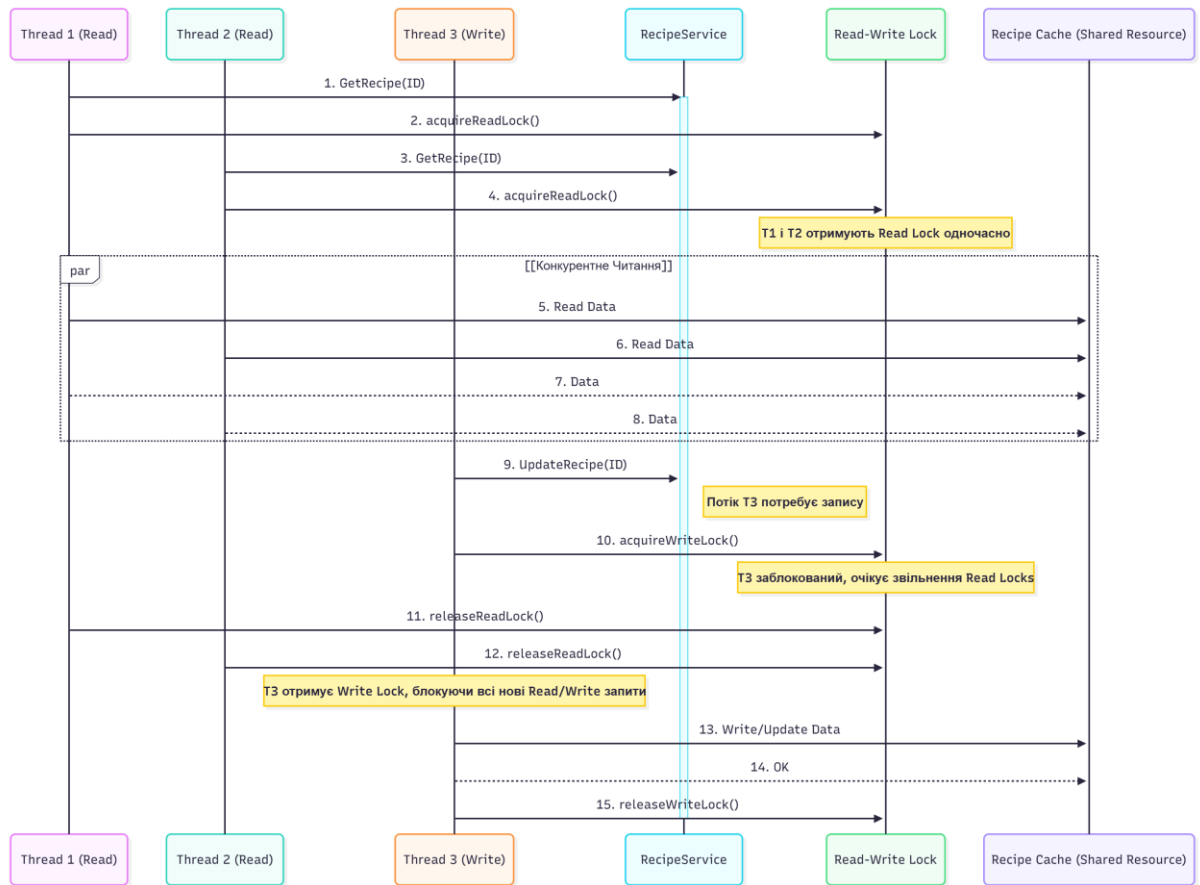 Thread 1 (Read)
Thread 2 (Read)
Thread 3 (Write)
RecipeService
Read-Write Lock
Recipe Cache (Shared Resource)
1. GetRecipe(ID)
2. acquireReadLock()
3. GetRecipe(ID)
4. acquireReadLock()
T1 і T2 отримують Read Lock одночасно
par
[[Конкурентне Читання]]
5. Read Data
6. Read Data
7. Data
8. Data
9. UpdateRecipe(ID)
Потік T3 потребує запису
10. acquireWriteLock()
T3 заблокований, очікує звільнення Read Locks
11. releaseReadLock()
12. releaseReadLock()
T3 отримує Write Lock, блокуючи всі нові Read/Write запити
13. Write/Update Data
14. OK
15. releaseWriteLock()
Thread 1 (Read)
Thread 2 (Read)
Thread 3 (Write)
RecipeService
Read-Write Lock
Recipe Cache (Shared Resource)